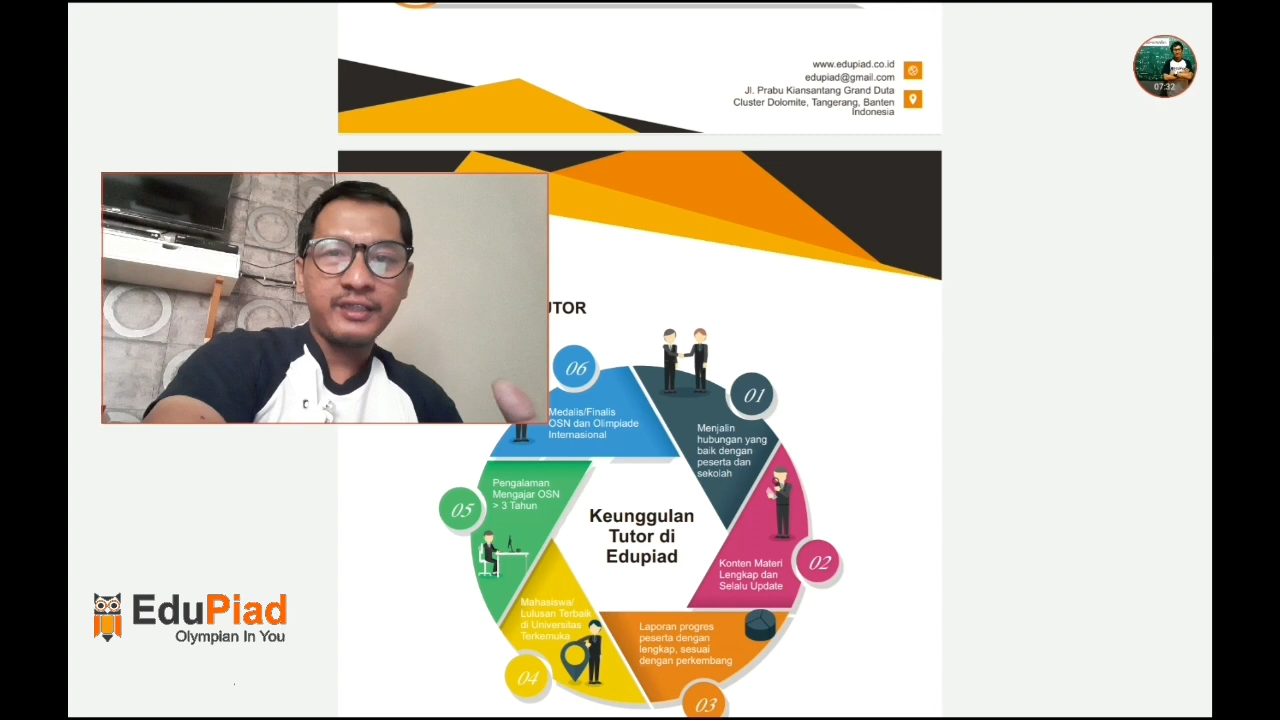 www.edupiad.co.id
edupiad@gmail.com
Jl. Prabu Kiansantang Grand Duta
Cluster Dolomite, Tangerang, Banten
Indonesia
07:32
UTOR
06
Medalis/Finalis
OSN dan Olimpiade
Internasional
01
Menjalin
hubungan yang
baik dengan
peserta dan
sekolah
05
Pengalaman
Mengajar OSN
> 3 Tahun
Keunggulan
Tutor di
Edupiad
02
Konten Materi
Lengkap dan
Selalu Update
Mahasiswa/
Lulusan Terbaik
di Universitas
Terkemuka
04
Laporan progres
peserta dengan
lengkap, sesuai
dengan perkembang
03
EduPiad
Olympian In You